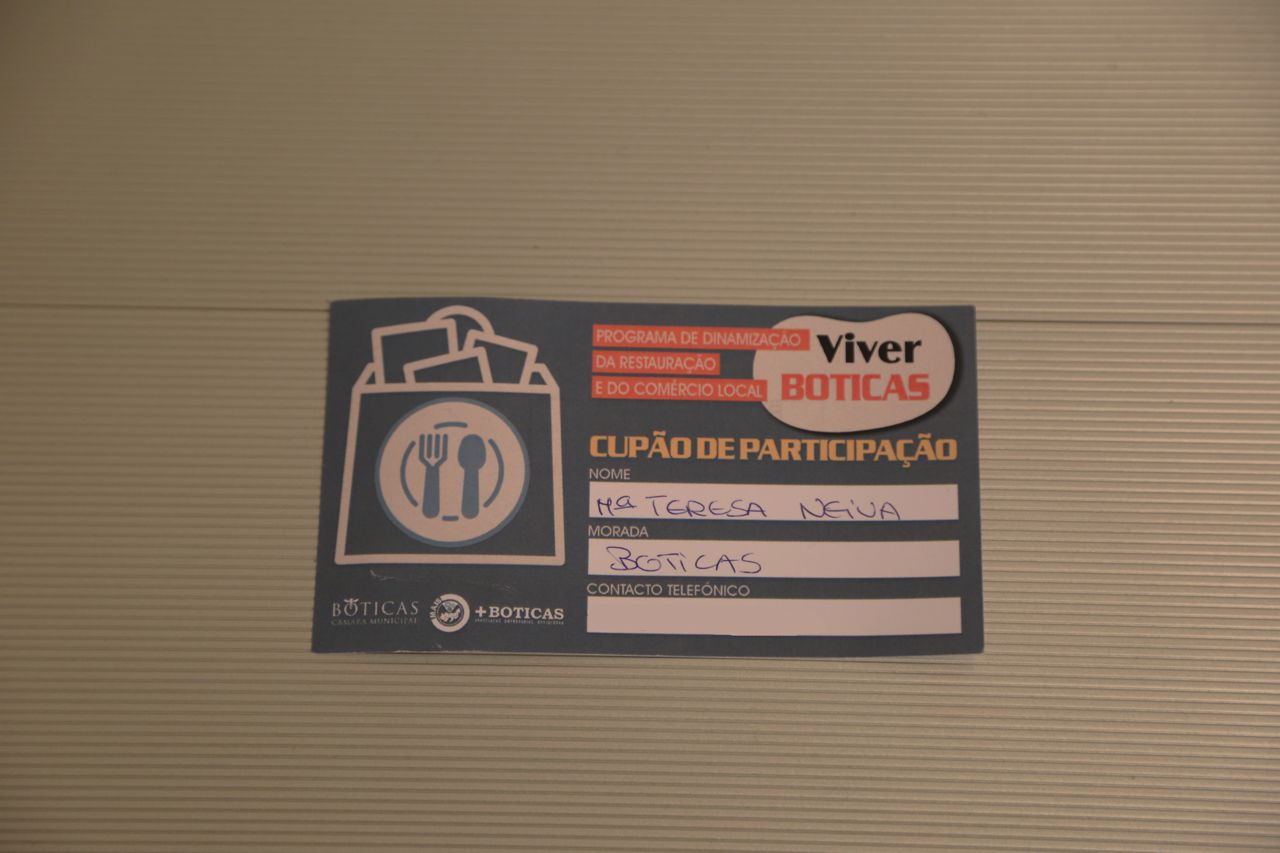 PROGRAMA DE DINAMIZAÇÃO
DA RESTAURAÇÃO
E DO COMÉRCIO LOCAL
Viver
BOTICAS
CUPÃO DE PARTICIPAÇÃO
NOME
Mª TERESA NEIVA
MORADA
BOTICAS
CONTACTO TELEFÓNICO
BOTICAS
CÂMARA MUNICIPAL
MAIS
+BOTICAS